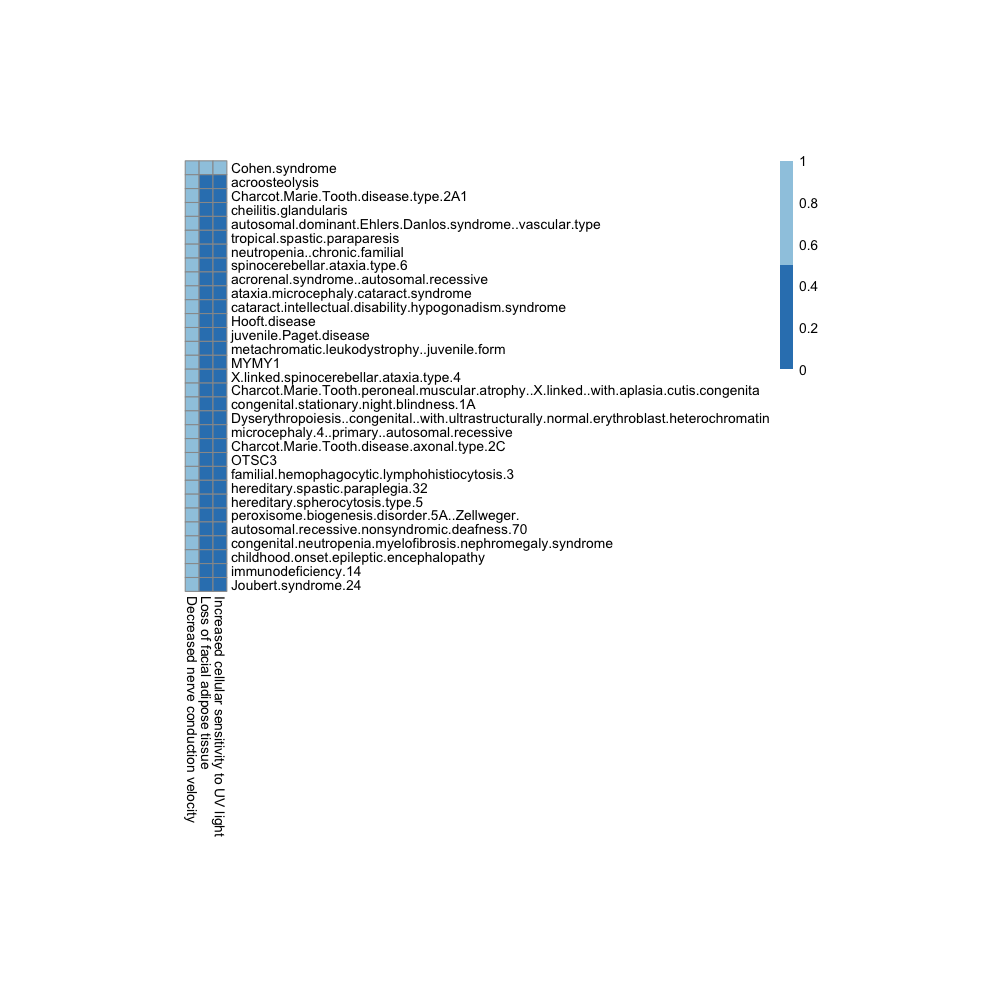 Cohen.syndrome
acroosteolysis
Charcot.Marie.Tooth.disease.type.2A1
cheilitis.glandularis
autosomal.dominant.Ehlers.Danlos.syndrome..vascular.type
tropical.spastic.paraparesis
neutropenia..chronic.familial
spinocerebellar.ataxia.type.6
acrorenal.syndrome..autosomal.recessive
ataxia.microcephaly.cataract.syndrome
cataract.intellectual.disability.hypogonadism.syndrome
Hooft.disease
juvenile.Paget.disease
metachromatic.leukodystrophy..juvenile.form
MYMY1
X.linked.spinocerebellar.ataxia.type.4
Charcot.Marie.Tooth.peroneal.muscular.atrophy..X.linked..with.aplasia.cutis.congenita
congenital.stationary.night.blindness.1A
Dyserythropoiesis..congenital..with.ultrastructurally.normal.erythroblast.heterochromatin
microcephaly.4..primary..autosomal.recessive
Charcot.Marie.Tooth.disease.axonal.type.2C
OTSC3
familial.hemophagocytic.lymphohistiocytosis.3
hereditary.spastic.paraplegia.32
hereditary.spherocytosis.type.5
peroxisome.biogenesis.disorder.5A..Zellweger.
autosomal.recessive.nonsyndromic.deafness.70
congenital.neutropenia.myelofibrosis.nephromegaly.syndrome
childhood.onset.epileptic.encephalopathy
immunodeficiency.14
Joubert.syndrome.24
Decreased nerve conduction velocity
Loss of facial adipose tissue
Increased cellular sensitivity to UV light
1
0.8
0.6
0.4
0.2
0